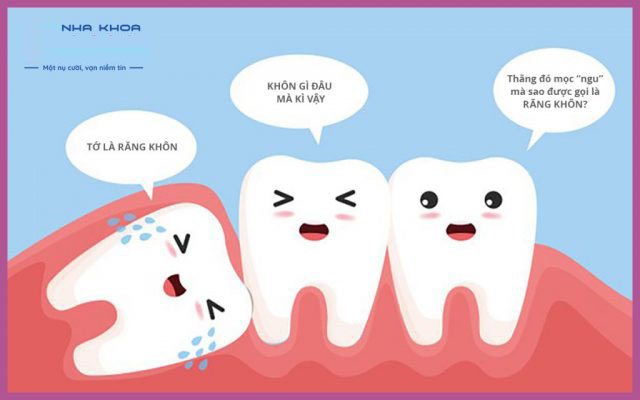 NHA KHOA
Một nụ cười, vạn niềm tin
TỚ LÀ RĂNG KHÔN
KHÔN GÌ ĐÂU
MÀ KÌ VẬY
Thằng đó mọc "ngu"
mà sao được gọi là
RĂNG KHÔN?